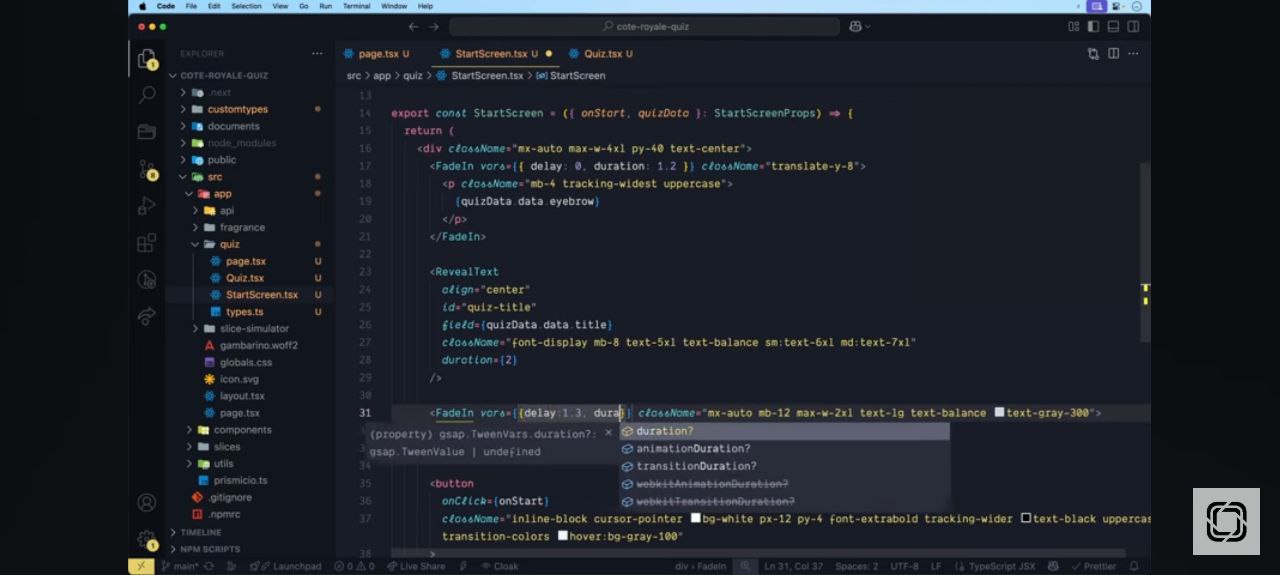 Code File Edit Selection View Go Run Terminal Window Help
cote-royale-quiz
EXPLORER
page.tsx U StartScreen.tsx U Quiz.tsx U
src > app > quiz > StartScreen.tsx > StartScreen
COTE-ROYALE-QUIZ
.next
customtypes
documents
node_modules
public
src
app
api
fragrance
quiz
page.tsx U
Quiz.tsx U
StartScreen.tsx U
types.ts U
slice-simulator
gambarino.woff2
globals.css
icon.svg
layout.tsx
page.tsx
components
slices
utils
prismicio.ts
.gitignore
.npmrc
TIMELINE
NPM SCRIPTS
1
8
1
13
14 export const StartScreen = ({ onStart, quizData }: StartScreenProps) => {
15 return (
16 <div className="mx-auto max-w-4xl py-40 text-center">
17 <FadeIn vars={{ delay: 0, duration: 1.2 }} className="translate-y-8">
18 <p className="mb-4 tracking-widest uppercase">
19 {quizData.data.eyebrow}
20 </p>
21 </FadeIn>
22
23 <RevealText
24 align="center"
25 id="quiz-title"
26 field={quizData.data.title}
27 className="font-display mb-8 text-5xl text-balance sm:text-6xl md:text-7xl"
28 duration={2}
29 />
30
31 <FadeIn vars={{delay:1.3, dura}} className="mx-auto mb-12 max-w-2xl text-lg text-balance text-gray-300">
(property) gsap.TweenVars.duration?:
gsap.TweenValue | undefined
duration?
animationDuration?
transitionDuration?
webkitAnimationDuration?
webkitTransitionDuration?
34
35 <button
36 onClick={onStart}
37 className="inline-block cursor-pointer bg-white px-12 py-4 font-extrabold tracking-wider text-black uppercas
transition-colors hover:bg-gray-100"
38 >
main* Launchpad 0 0 Live Share Cloak div › FadeIn Ln 31, Col 37 Spaces: 2 UTF-8 LF TypeScript JSX Prettier